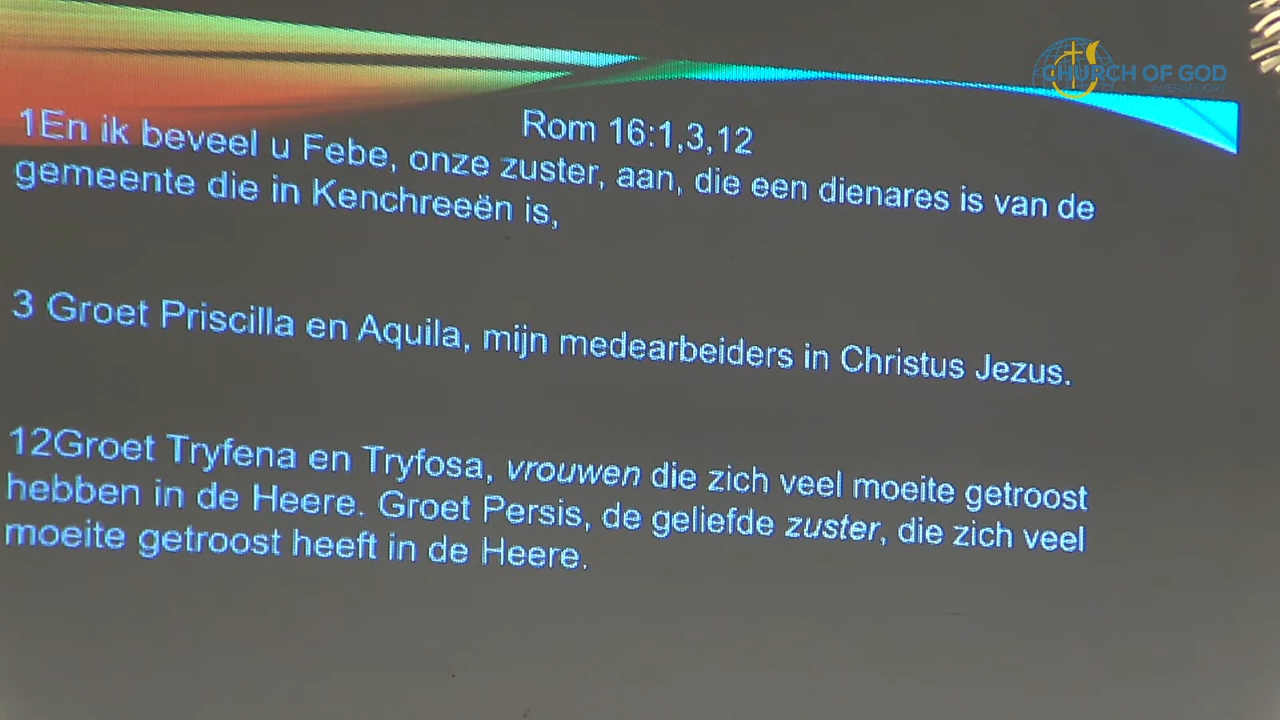 CHURCH OF GOD
AMERSFOORT
Rom 16:1,3,12
1En ik beveel u Febe, onze zuster, aan, die een dienares is van de
gemeente die in Kenchreeën is,
3 Groet Priscilla en Aquila, mijn medearbeiders in Christus Jezus.
12Groet Tryfena en Tryfosa, vrouwen die zich veel moeite getroost
hebben in de Heere. Groet Persis, de geliefde zuster, die zich veel
moeite getroost heeft in de Heere.